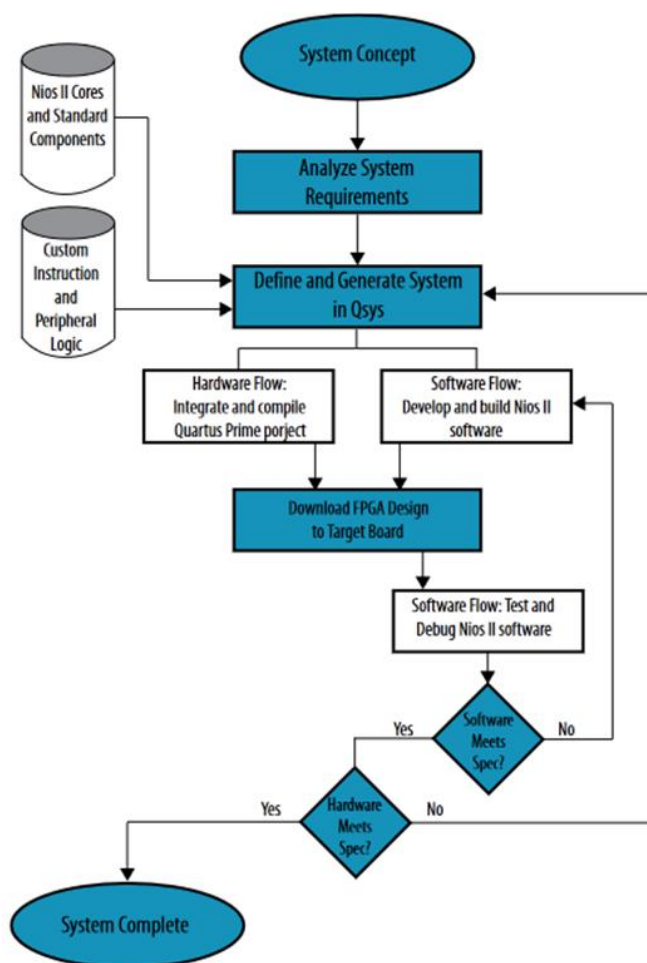 System Concept
Nios II Cores
and Standard
Components
Analyze System
Requirements
Custom
Instruction
and
Peripheral
Logic
Define and Generate System
in Qsys
Hardware Flow:
Integrate and compile
Quartus Prime porject
Software Flow:
Develop and build Nios II
software
Download FPGA Design
to Target Board
Software Flow: Test and
Debug Nios II software
Software
Meets
Spec?
Yes
No
Hardware
Meets
Spec?
Yes
No
System Complete